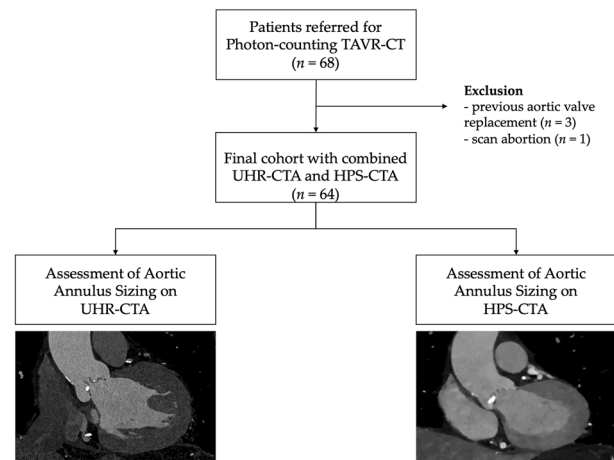 Patients referred for
Photon-counting TAVR-CT
(n = 68)
Exclusion
- previous aortic valve
replacement (n = 3)
- scan abortion (n = 1)
Final cohort with combined
UHR-CTA and HPS-CTA
(n = 64)
Assessment of Aortic
Annulus Sizing on
UHR-CTA
Assessment of Aortic
Annulus Sizing on
HPS-CTA